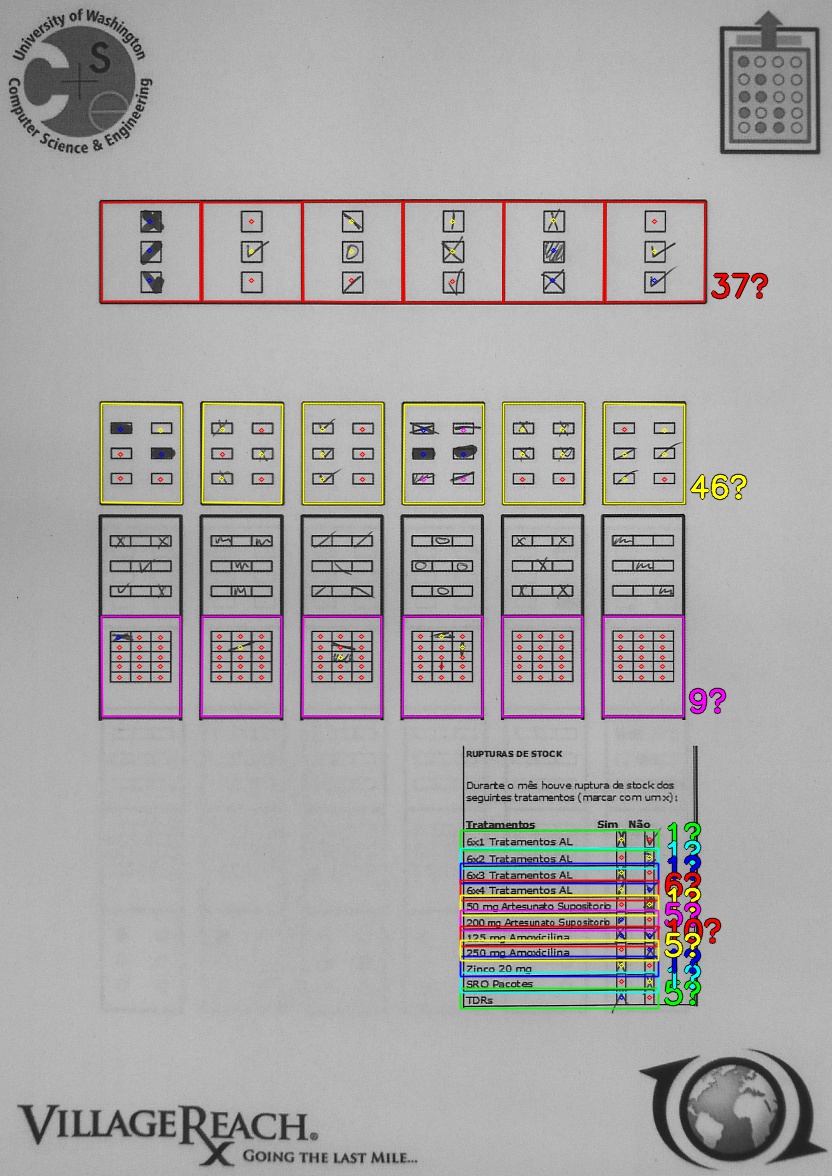 University of Washington
Computer Science & Engineering
CSe
37?
46?
9?
RUPTURAS DE STOCK
Durante o mês houve ruptura de stock dos
seguintes tratamentos (marcar com um x):
Tratamentos Sim Não
6x1 Tratamentos AL 1?
6x2 Tratamentos AL 1?
6x3 Tratamentos AL 1?
6x4 Tratamentos AL 6?
50 mg Artesunato Supositorio 1?
200 mg Artesunato Supositorio 5?
125 mg Amoxicilina 10?
250 mg Amoxicilina 5?
Zinco 20 mg 1?
SRO Pacotes 1?
TDRs 5?
VILLAGEREACH®
Rx GOING THE LAST MILE...